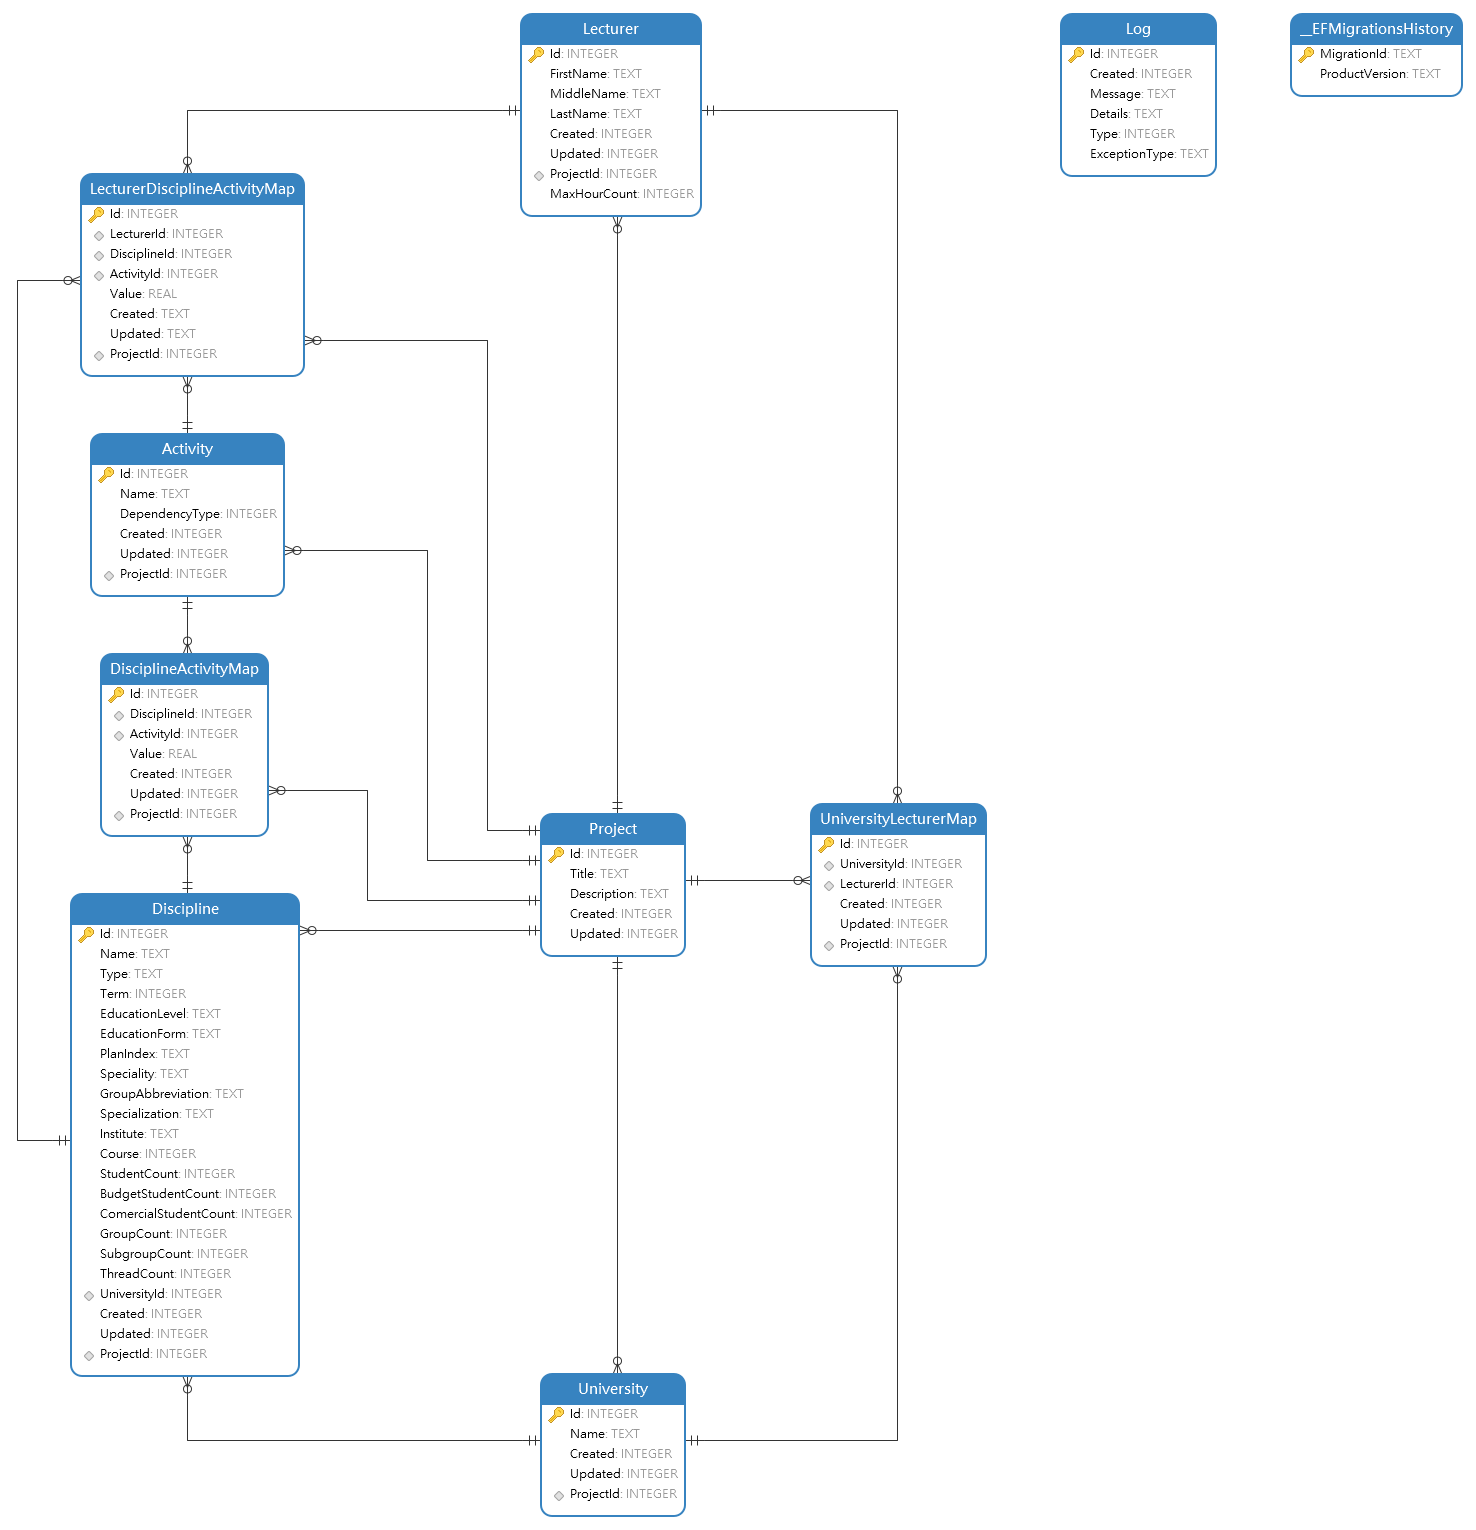 Lecturer
Id: INTEGER
FirstName: TEXT
MiddleName: TEXT
LastName: TEXT
Created: INTEGER
Updated: INTEGER
ProjectId: INTEGER
MaxHourCount: INTEGER
Log
Id: INTEGER
Created: INTEGER
Message: TEXT
Details: TEXT
Type: INTEGER
ExceptionType: TEXT
__EFMigrationsHistory
MigrationId: TEXT
ProductVersion: TEXT
LecturerDisciplineActivityMap
Id: INTEGER
LecturerId: INTEGER
DisciplineId: INTEGER
ActivityId: INTEGER
Value: REAL
Created: TEXT
Updated: TEXT
ProjectId: INTEGER
Activity
Id: INTEGER
Name: TEXT
DependencyType: INTEGER
Created: INTEGER
Updated: INTEGER
ProjectId: INTEGER
DisciplineActivityMap
Id: INTEGER
DisciplineId: INTEGER
ActivityId: INTEGER
Value: REAL
Created: INTEGER
Updated: INTEGER
ProjectId: INTEGER
Project
Id: INTEGER
Title: TEXT
Description: TEXT
Created: INTEGER
Updated: INTEGER
UniversityLecturerMap
Id: INTEGER
UniversityId: INTEGER
LecturerId: INTEGER
Created: INTEGER
Updated: INTEGER
ProjectId: INTEGER
Discipline
Id: INTEGER
Name: TEXT
Type: TEXT
Term: INTEGER
EducationLevel: TEXT
EducationForm: TEXT
PlanIndex: TEXT
Speciality: TEXT
GroupAbbreviation: TEXT
Specialization: TEXT
Institute: TEXT
Course: INTEGER
StudentCount: INTEGER
BudgetStudentCount: INTEGER
ComercialStudentCount: INTEGER
GroupCount: INTEGER
SubgroupCount: INTEGER
ThreadCount: INTEGER
UniversityId: INTEGER
Created: INTEGER
Updated: INTEGER
ProjectId: INTEGER
University
Id: INTEGER
Name: TEXT
Created: INTEGER
Updated: INTEGER
ProjectId: INTEGER